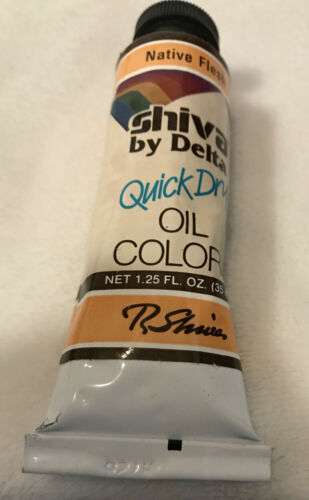 Native Flesh
shiva
by Delta
Quick Dry
OIL
COLOR
NET 1.25 FL. OZ. (35
R. Shiva